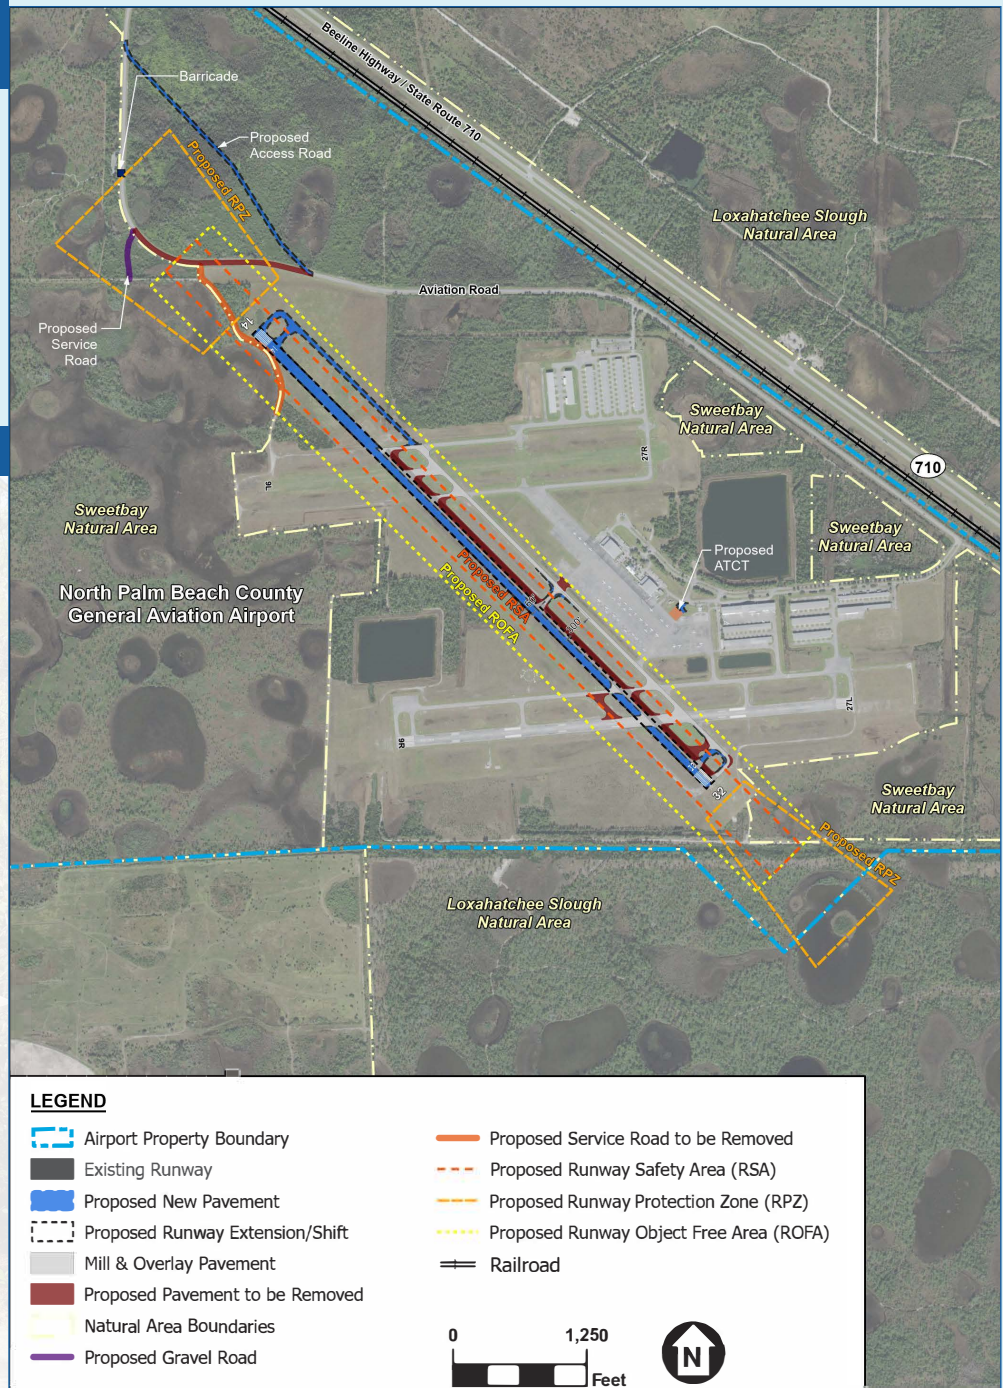 Beeline Highway / State Route 710
Barricade
Proposed
Access Road
Proposed RPZ
Loxahatchee Slough
Natural Area
Aviation Road
Proposed
Service
Road
14
Sweetbay
Natural Area
27R
710
9L
Sweetbay
Natural Area
Sweetbay
Natural Area
Proposed
ATCT
Proposed RSA
Proposed ROFA
North Palm Beach County
General Aviation Airport
27L
9R
32
Sweetbay
Natural Area
Proposed RPZ
Loxahatchee Slough
Natural Area
LEGEND
Airport Property Boundary
Existing Runway
Proposed New Pavement
Proposed Runway Extension/Shift
Mill & Overlay Pavement
Proposed Pavement to be Removed
Natural Area Boundaries
Proposed Gravel Road
Proposed Service Road to be Removed
Proposed Runway Safety Area (RSA)
Proposed Runway Protection Zone (RPZ)
Proposed Runway Object Free Area (ROFA)
Railroad
0 1,250
Feet
N